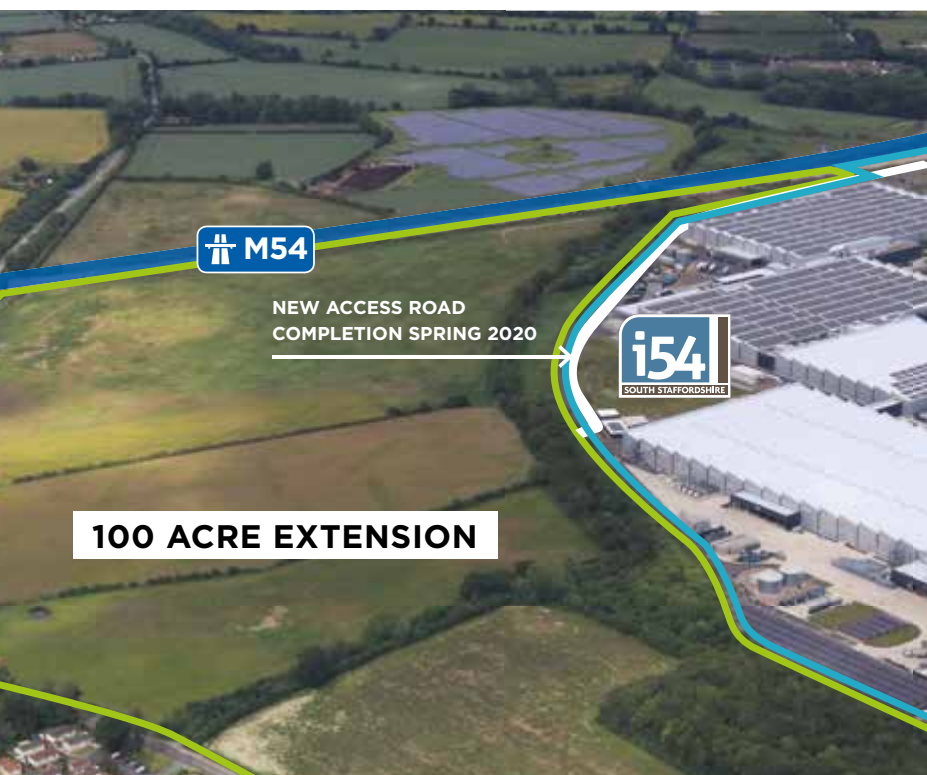 M54
NEW ACCESS ROAD
COMPLETION SPRING 2020
i54
SOUTH STAFFORDSHIRE
100 ACRE EXTENSION